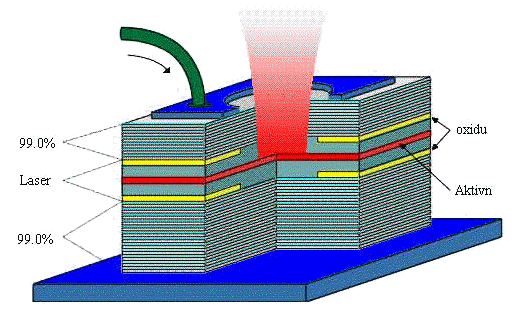 99.0%
Laser
99.0%
oxidu
Aktivn